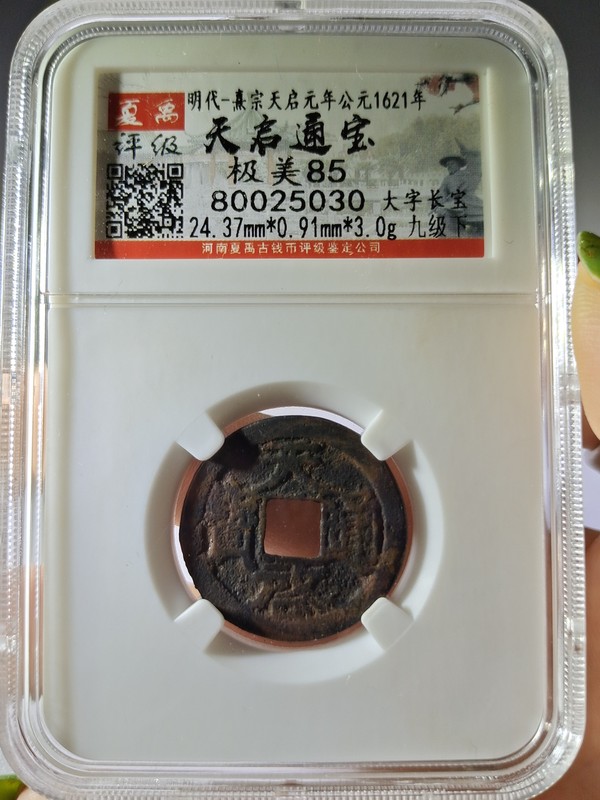 夏禹
评级
明代-熹宗天启元年公元1621年
天启通宝
极美85
80025030 大字长宝
24.37mm*0.91mm*3.0g 九级下
河南夏禹古钱币评级鉴定公司
天